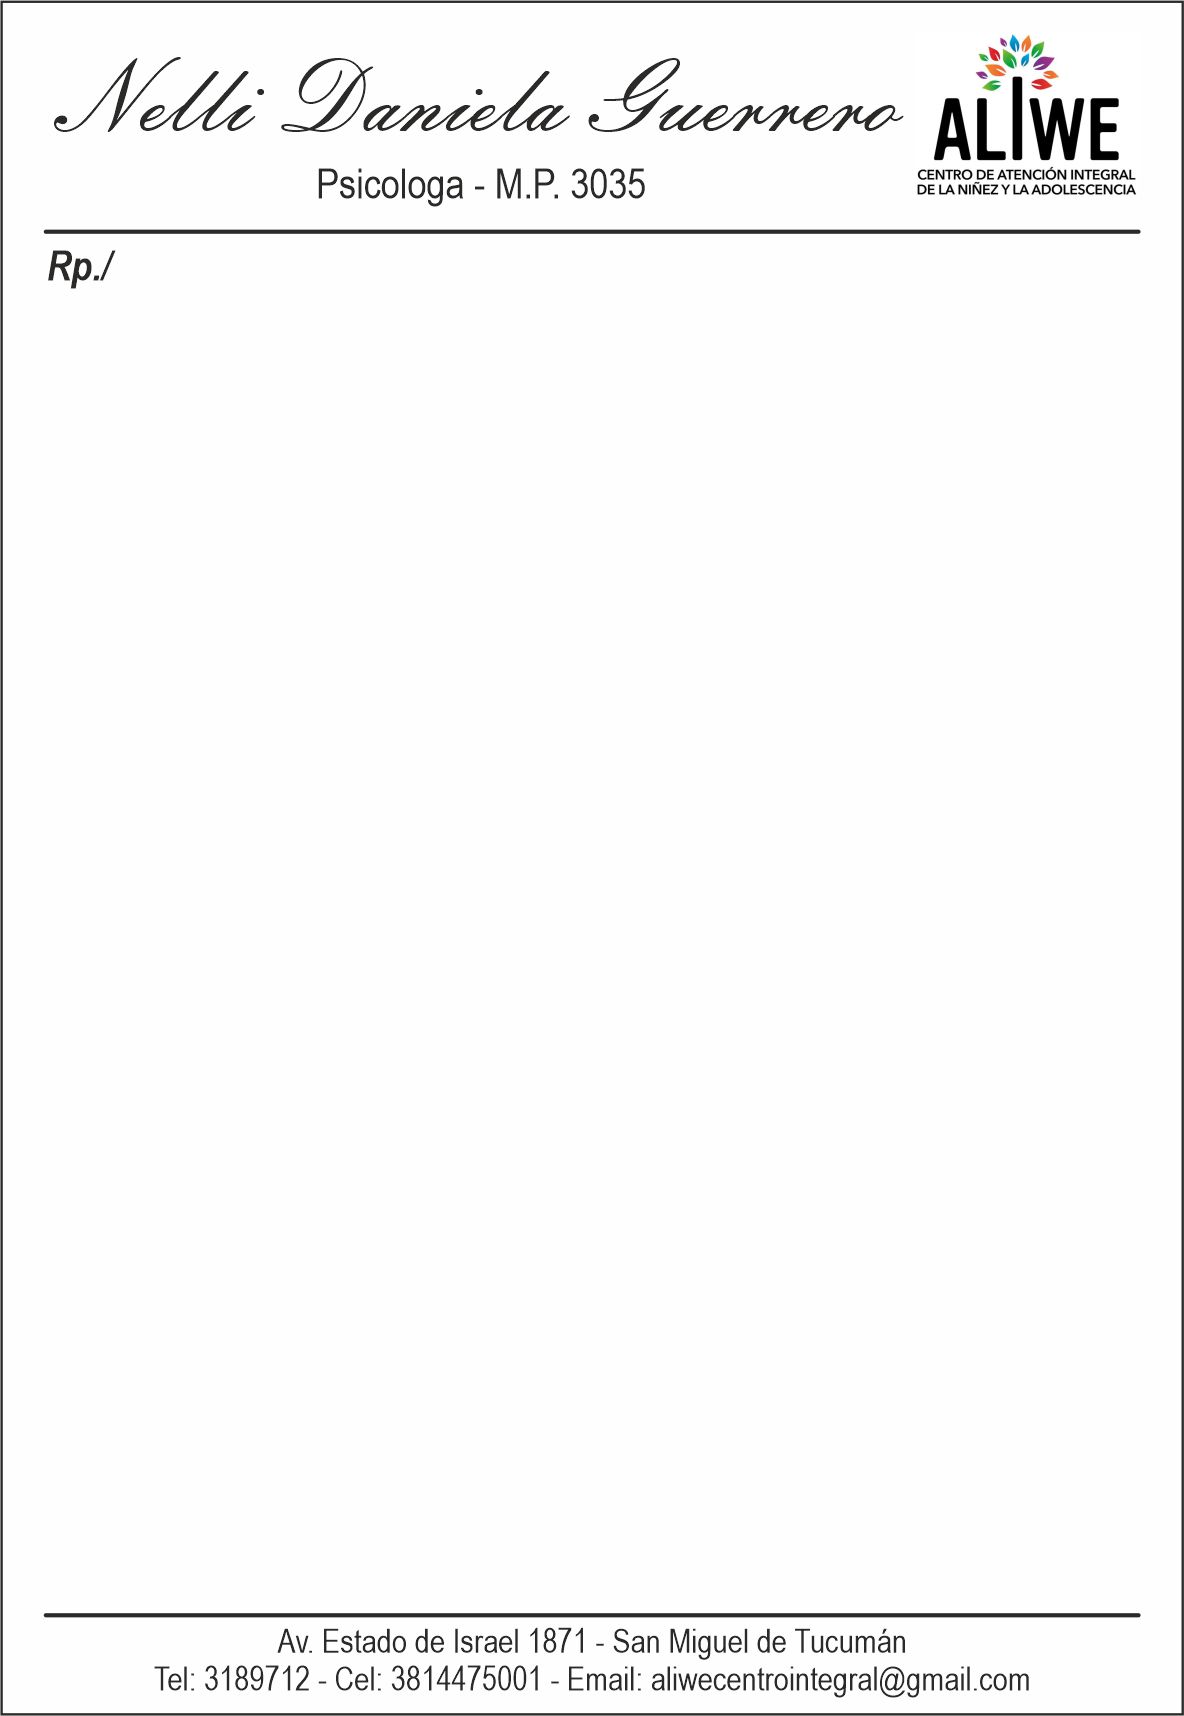 Nelli Daniela Guerrero
Psicologa - M.P. 3035
ALIWE
CENTRO DE ATENCIÓN INTEGRAL
DE LA NIÑEZ Y LA ADOLESCENCIA
Rp./
Av. Estado de Israel 1871 - San Miguel de Tucumán
Tel: 3189712 - Cel: 3814475001 - Email: aliwecentrointegral@gmail.com